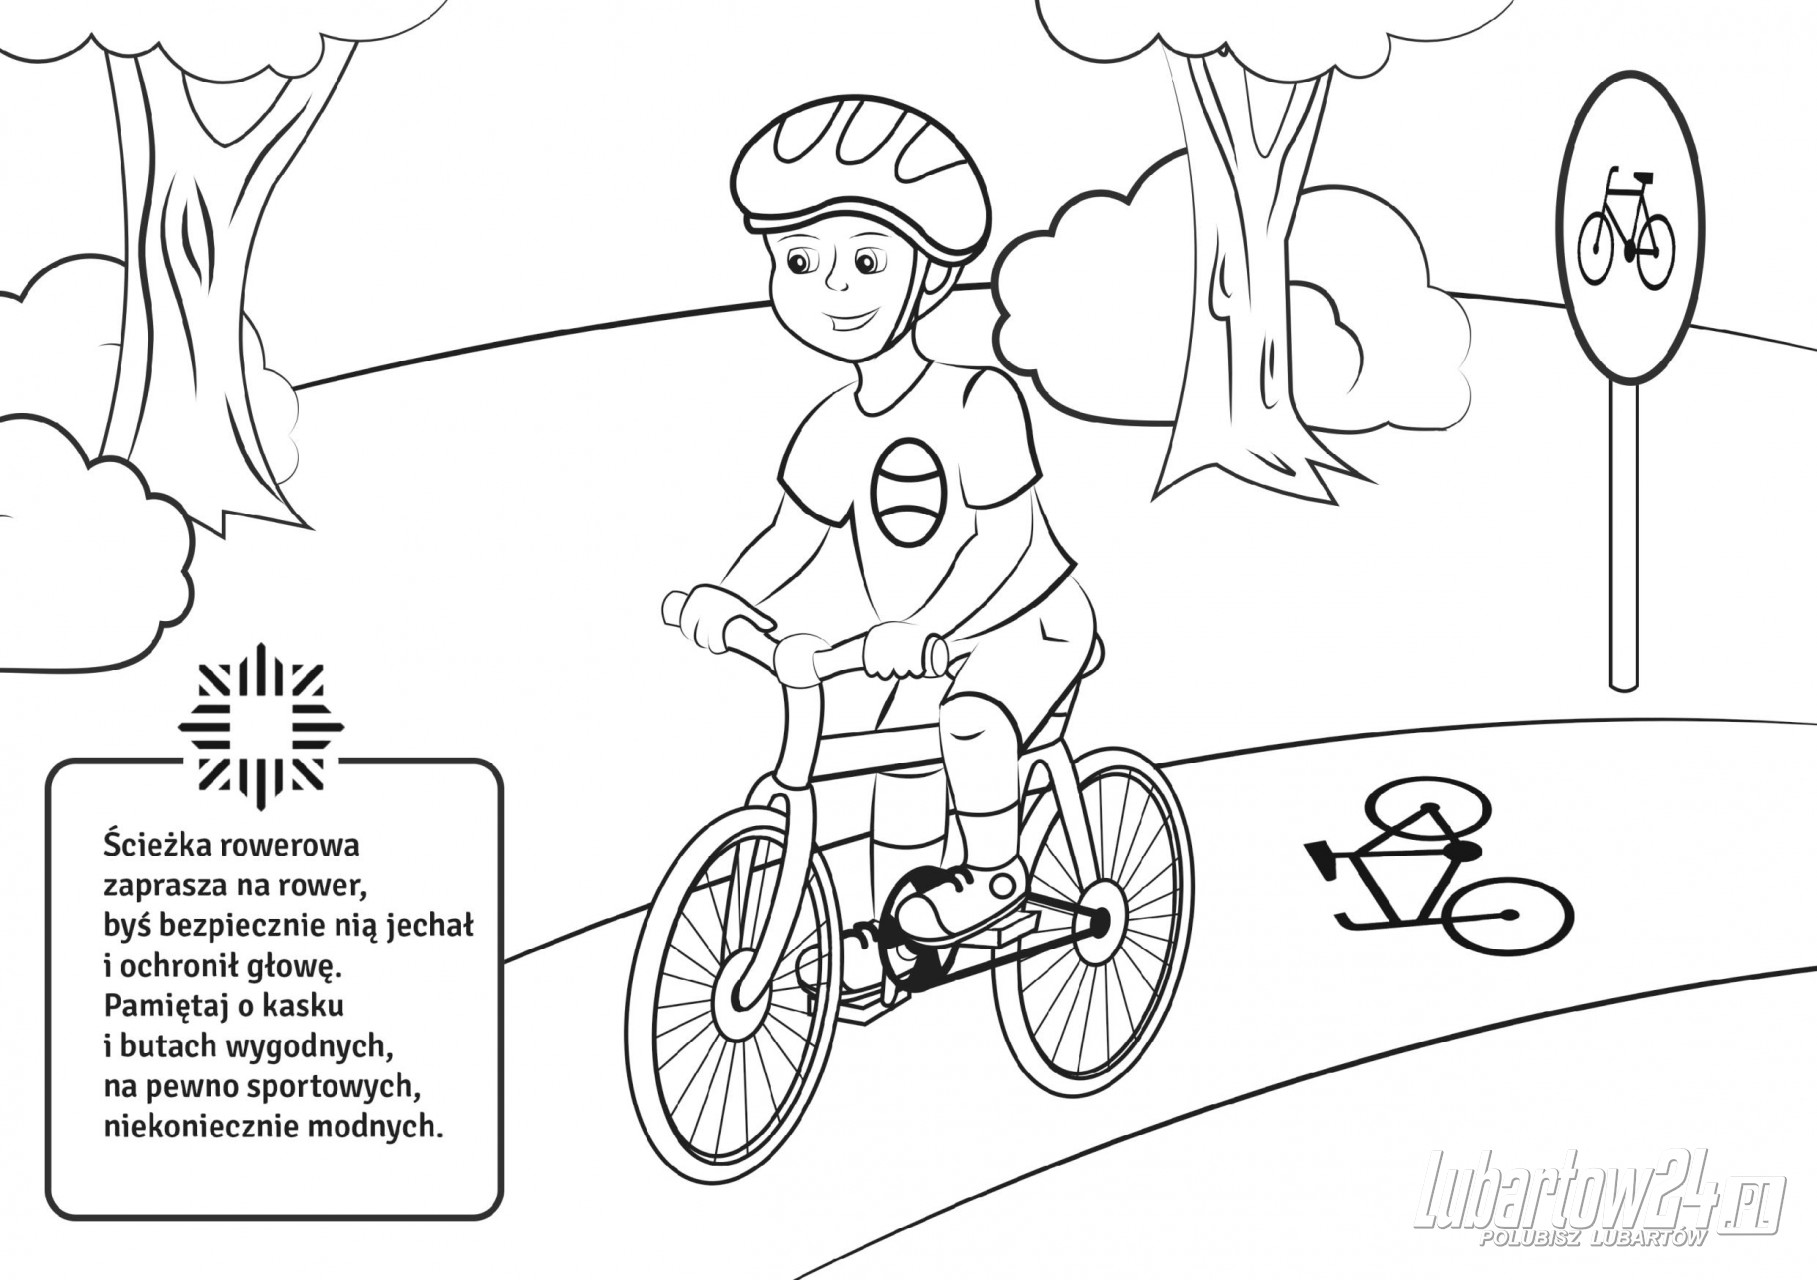 Ścieżka rowerowa
zaprasza na rower,
byś bezpiecznie nią jechał
i ochronił głowę.
Pamiętaj o kasku
i butach wygodnych,
na pewno sportowych,
niekoniecznie modnych.
Lubartow24.PL
POLUBISZ LUBARTÓW